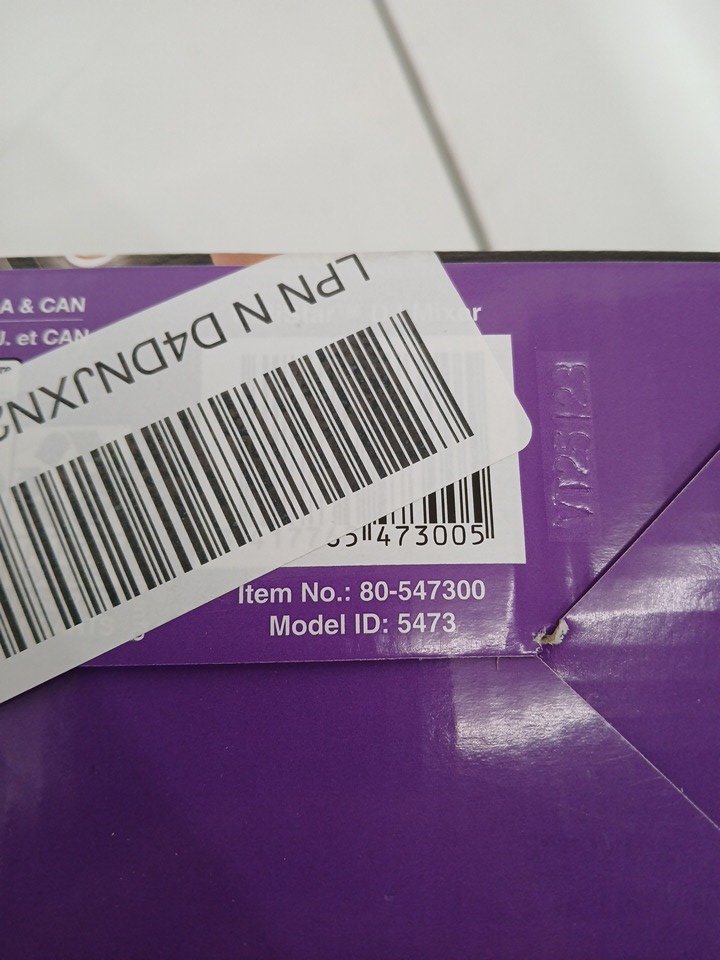 A & CAN
J. et CAN
LPN N D4DNJXN
Mixer
473005
Item No.: 80-547300
Model ID: 5473